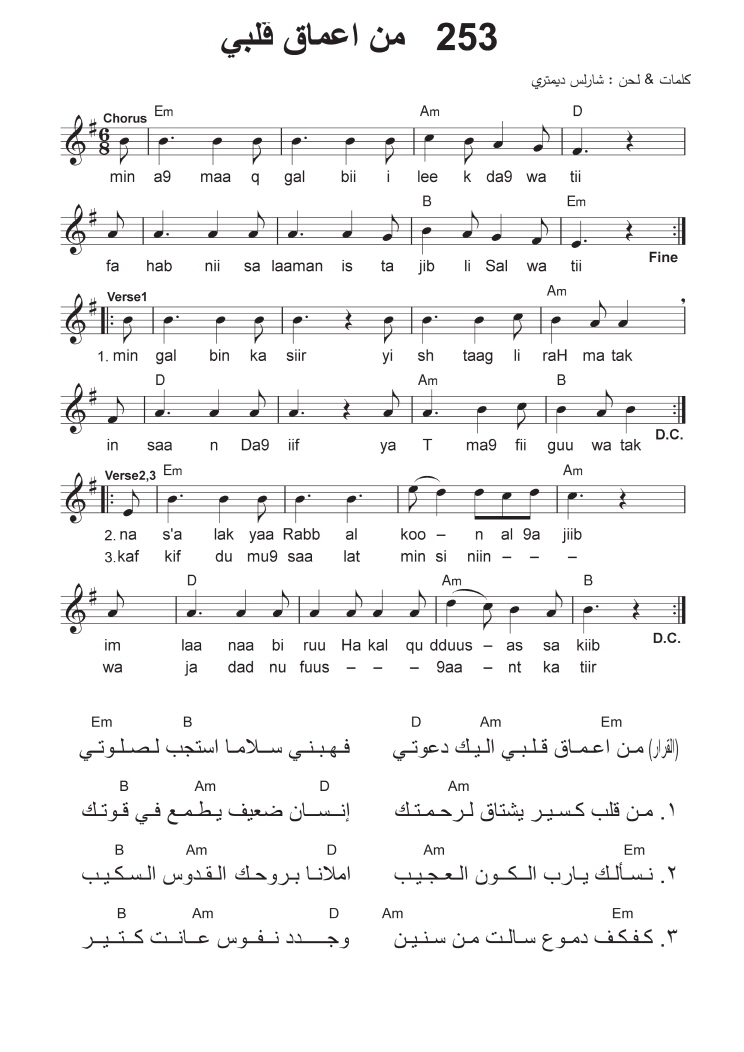 253 من اعماق قلبي
كلمات & لحن : شارلس ديمتري
Chorus Em Am D
6 8
min a9 maa q gal bii i lee k da9 wa tii
B Em
fa hab nii sa laaman is ta jib li Sal wa tii Fine
Verse1 Am
1. min gal bin ka siir yi sh taag li raH ma tak
D Am B
in saa n Da9 iif ya T ma9 fii guu wa tak D.C.
Verse2,3 Em Am
2. na s'a lak yaa Rabb al koo – n al 9a jiib
3. kaf kif du mu9 saa lat min si niin – – –
D Am B
im laa naa bi ruu Ha kal qu dduus – as sa kiib D.C.
wa ja dad nu fuus – – – 9aa – nt ka tiir
Em B D Am Em
(القرار) من اعماق قلبي اليك دعوتي فهبني سلاما استجب لصلوتي
B Am D Am
١. من قلب كسير يشتاق لرحمتك إنسان ضعيف يطمع في قوتك
B Am D Am Em
٢. نسألك يارب الكون العجيب املانا بروحك القدوس السكيب
B Am D Am Em
٣. كفكف دموع سالت من سنين وجدد نفوس عانت كتير